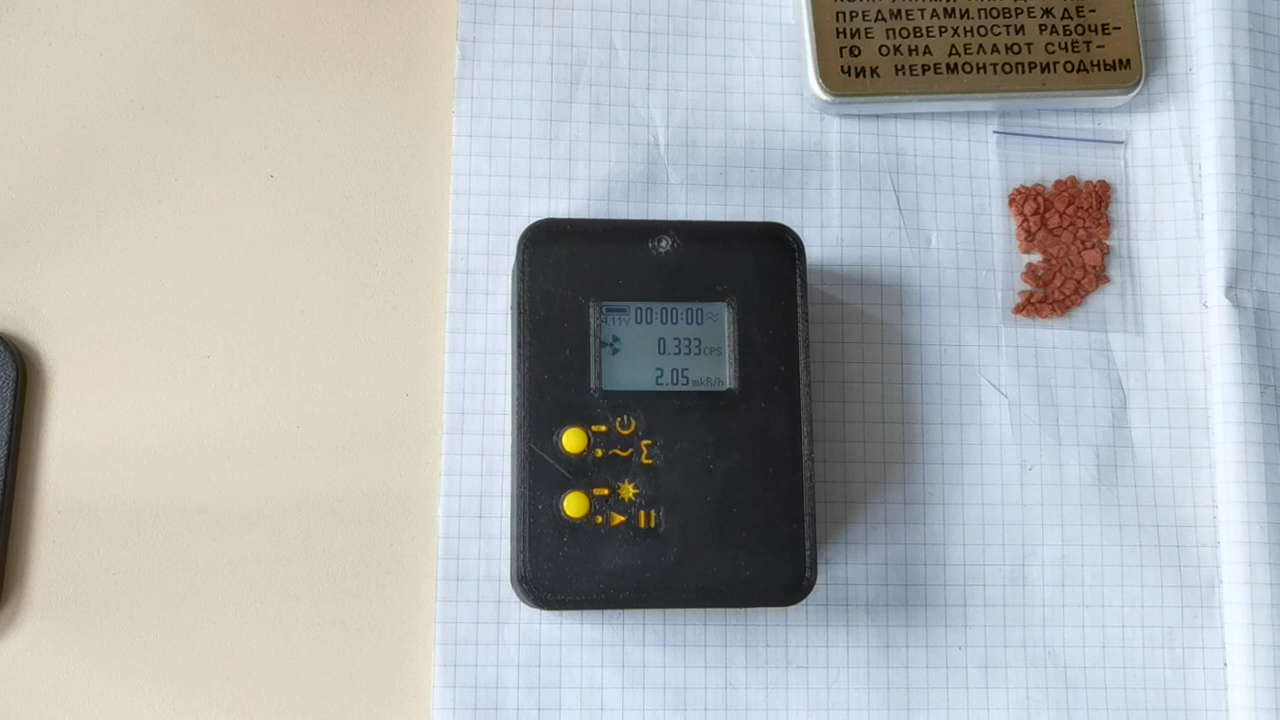 ПРЕДМЕТАМИ.ПОВРЕЖДЕ-
НИЕ ПОВЕРХНОСТИ РАБОЧЕ-
ГО ОКНА ДЕЛАЮТ СЧЁТ-
ЧИК НЕРЕМОНТОПРИГОДНЫМ
4.11V 00:00:00
0.333 CPS
2.05 mkR/h